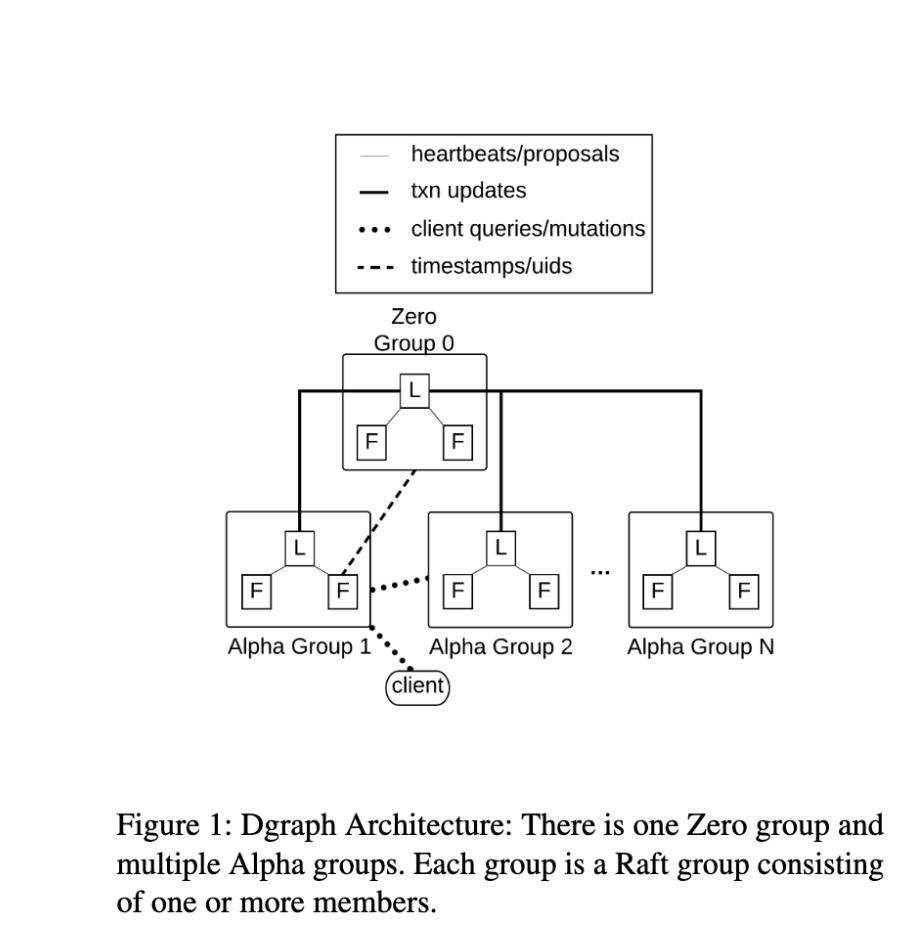 heartbeats/proposals
txn updates
client queries/mutations
timestamps/uids
Zero
Group 0
L
F F
L
F F
L
F F
...
L
F F
Alpha Group 1
Alpha Group 2
Alpha Group N
client
Figure 1: Dgraph Architecture: There is one Zero group and
multiple Alpha groups. Each group is a Raft group consisting
of one or more members.